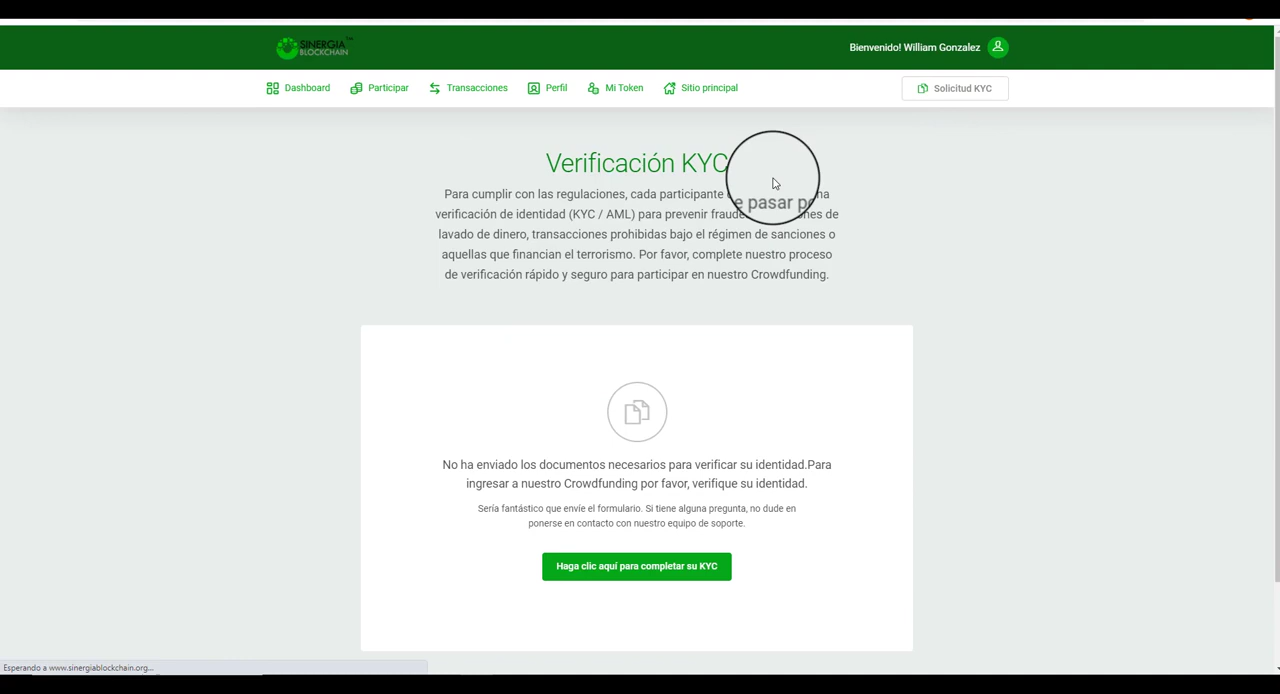 SINERGIA
BLOCKCHAIN
Bienvenido! William Gonzalez
Dashboard
Participar
Transacciones
Perfil
Mi Token
Sitio principal
Solicitud KYC
Verificación KYC
Para cumplir con las regulaciones, cada participante
e pasar
verificación de identidad (KYC / AML) para prevenir de
lavado de dinero, transacciones prohibidas bajo el régimen de sanciones o
aquellas que financian el terrorismo. Por favor, complete nuestro proceso
de verificación rápido y seguro para participar en nuestro Crowdfunding.
No ha enviado los documentos necesarios para verificar su identidad.Para
ingresar a nuestro Crowdfunding por favor, verifique su identidad.
Sería fantástico que envíe el formulario. Si tiene alguna pregunta, no dude en
ponerse en contacto con nuestro equipo de soporte.
Haga clic aquí para completar su KYC
Esperando a www.sinergiablockchain.org...